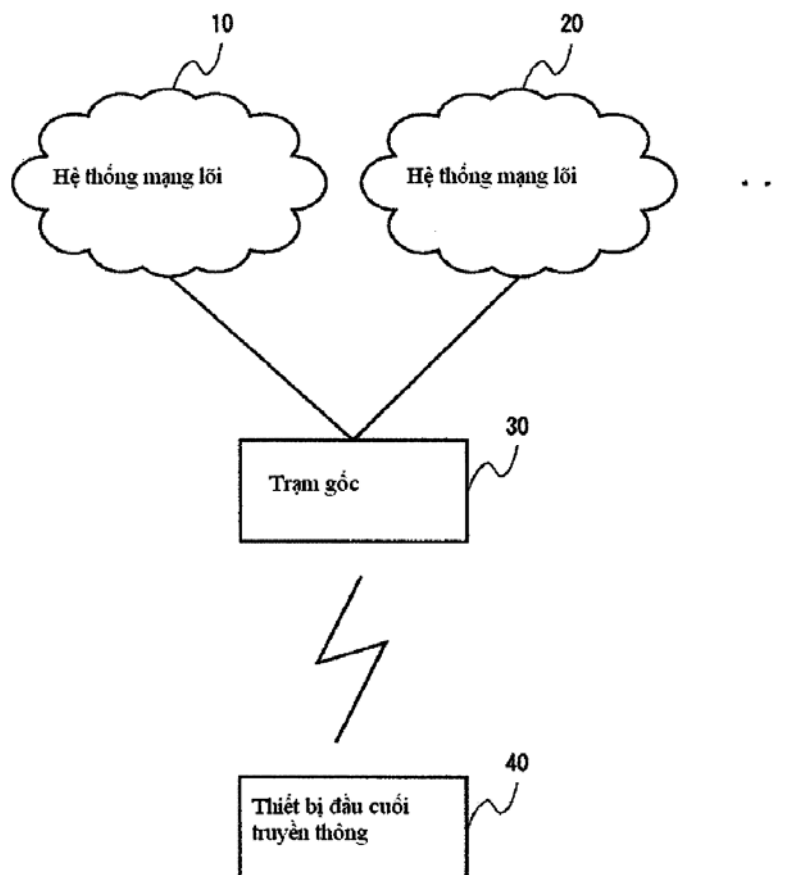 10
20
Hệ thống mạng lõi
Hệ thống mạng lõi
. .
30
Trạm gốc
40
Thiết bị đầu cuối
truyền thông